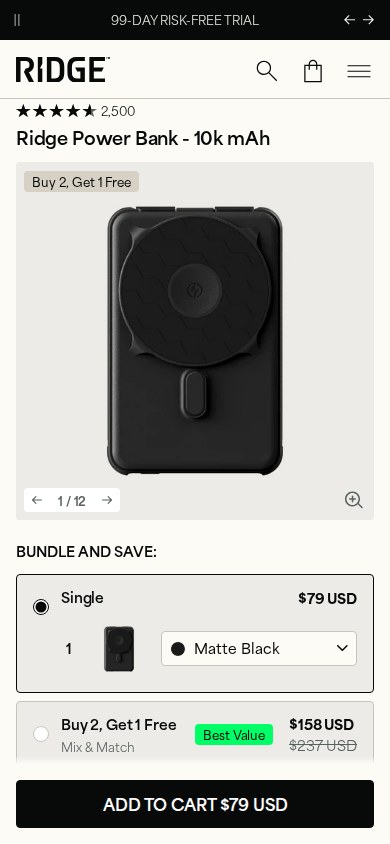 99-DAY RISK-FREE TRIAL
RIDGE
2,500
Ridge Power Bank - 10k mAh
Buy 2, Get 1 Free
1 / 12
BUNDLE AND SAVE:
Single
$79 USD
1
Matte Black
Buy 2, Get 1 Free
Mix & Match
Best Value
$158 USD
$237 USD
ADD TO CART $79 USD